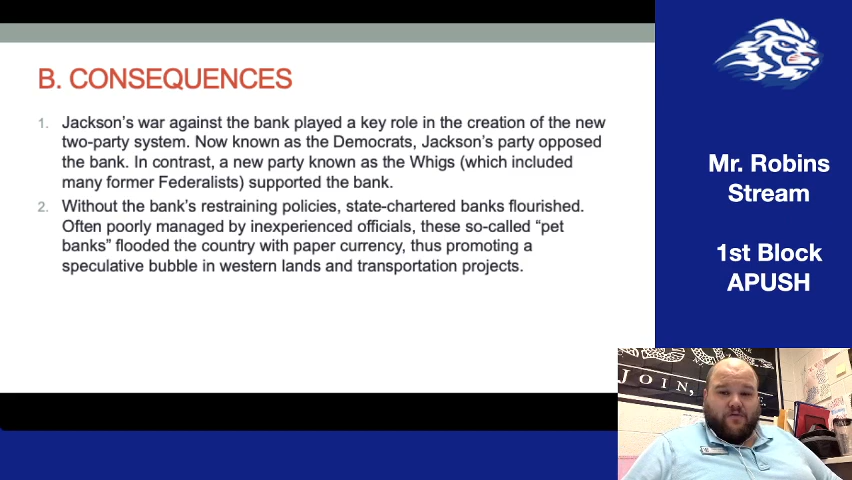 B. CONSEQUENCES
1. Jackson's war against the bank played a key role in the creation of the new
two-party system. Now known as the Democrats, Jackson's party opposed
the bank. In contrast, a new party known as the Whigs (which included
many former Federalists) supported the bank.
2. Without the bank's restraining policies, state-chartered banks flourished.
Often poorly managed by inexperienced officials, these so-called “pet
banks” flooded the country with paper currency, thus promoting a
speculative bubble in western lands and transportation projects.
Mr. Robins
Stream
1st Block
APUSH
JOIN,